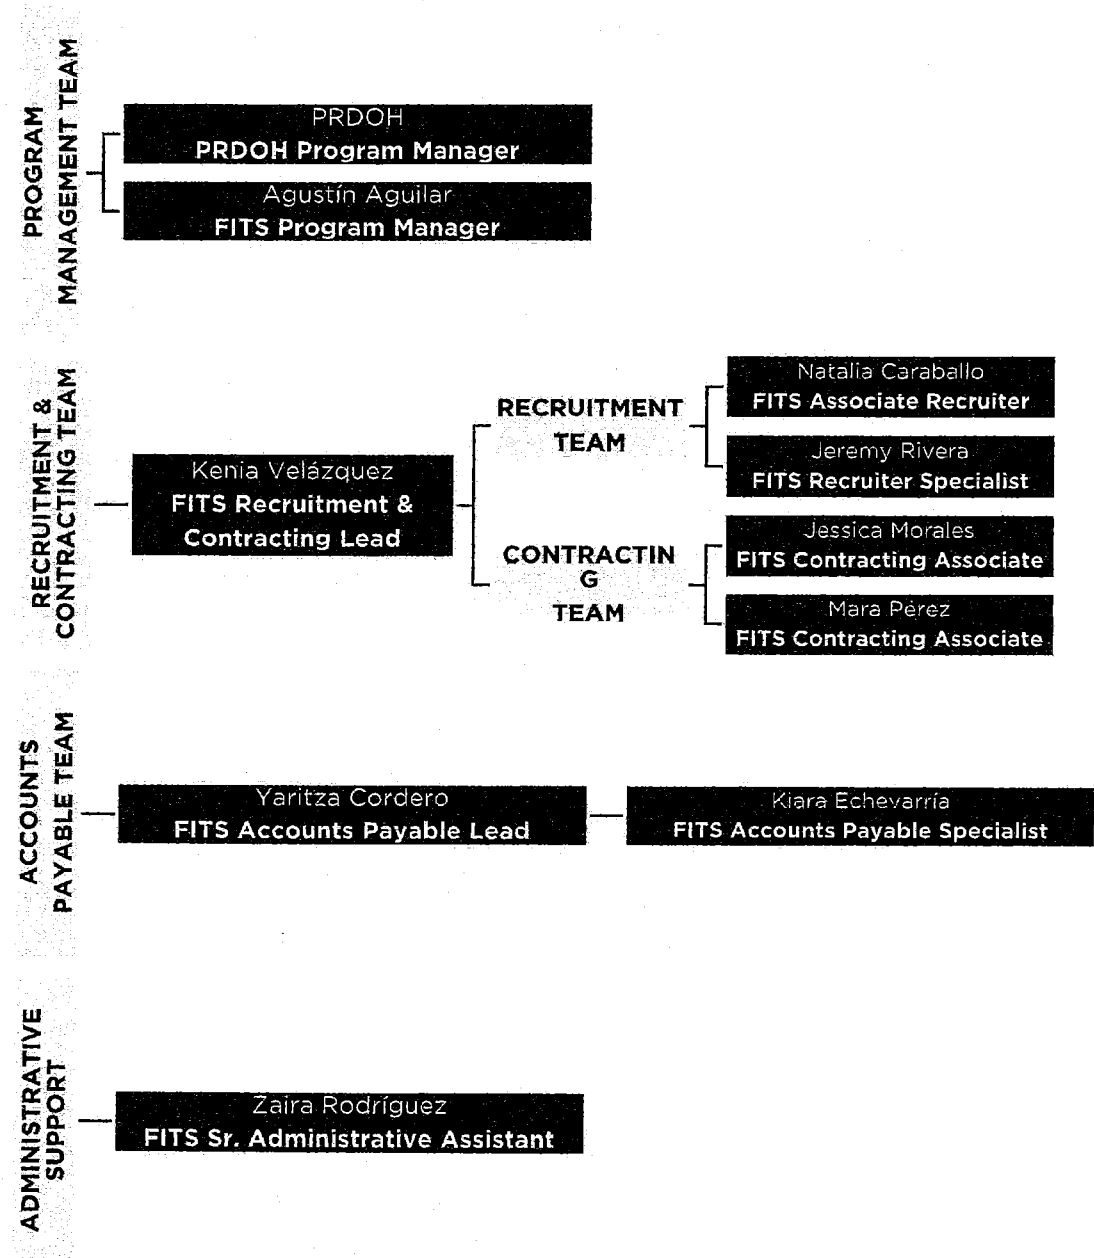 PROGRAM
MANAGEMENT TEAM
PRDOH
PRDOH Program Manager
Agustín Aguilar
FITS Program Manager
RECRUITMENT &
CONTRACTING TEAM
Kenia Velázquez
FITS Recruitment &
Contracting Lead
RECRUITMENT
TEAM
Natalia Caraballo
FITS Associate Recruiter
Jeremy Rivera
FITS Recruiter Specialist
CONTRACTIN
G
TEAM
Jessica Morales
FITS Contracting Associate
Mara Pérez
FITS Contracting Associate
ACCOUNTS
PAYABLE TEAM
Yaritza Cordero
FITS Accounts Payable Lead
Kiara Echevarría
FITS Accounts Payable Specialist
ADMINISTRATIVE
SUPPORT
Zaira Rodríguez
FITS Sr. Administrative Assistant